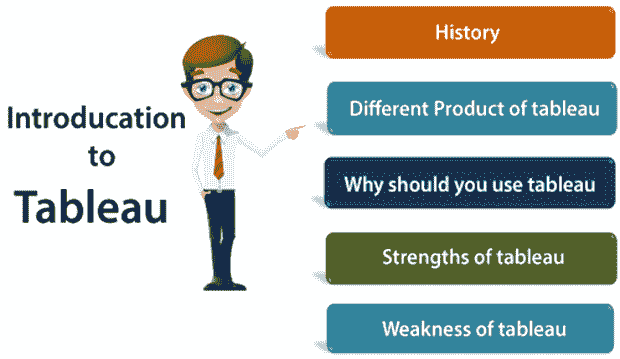 Introducation
to
Tableau
History
Different Product of tableau
Why should you use tableau
Strengths of tableau
Weakness of tableau